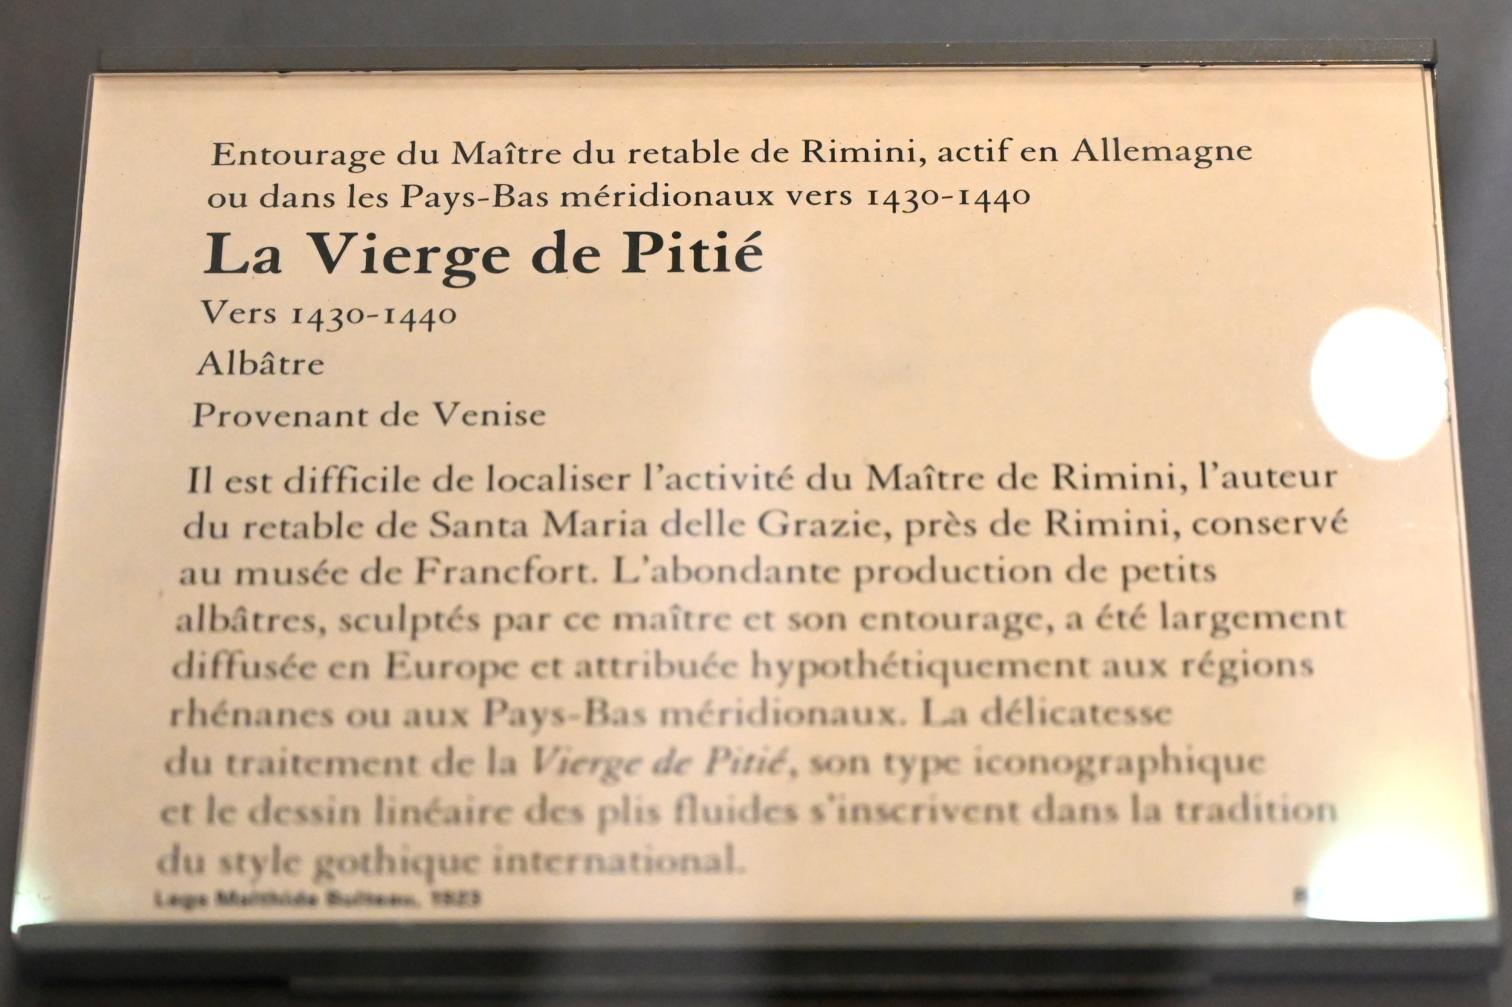 Entourage du Maître du retable de Rimini, actif en Allemagne
ou dans les Pays-Bas méridionaux vers 1430-1440
La Vierge de Pitié
Vers 1430-1440
Albâtre
Provenant de Venise
Il est difficile de localiser l'activité du Maître de Rimini, l'auteur
du retable de Santa Maria delle Grazie, près de Rimini, conservé
au musée de Francfort. L'abondante production de petits
albâtres, sculptés par ce maître et son entourage, a été largement
diffusée en Europe et attribuée hypothétiquement aux régions
rhénanes ou aux Pays-Bas méridionaux. La délicatesse
du traitement de la Vierge de Pitié, son type iconographique
et le dessin linéaire des plis fluides s'inscrivent dans la tradition
du style gothique international.
Legs